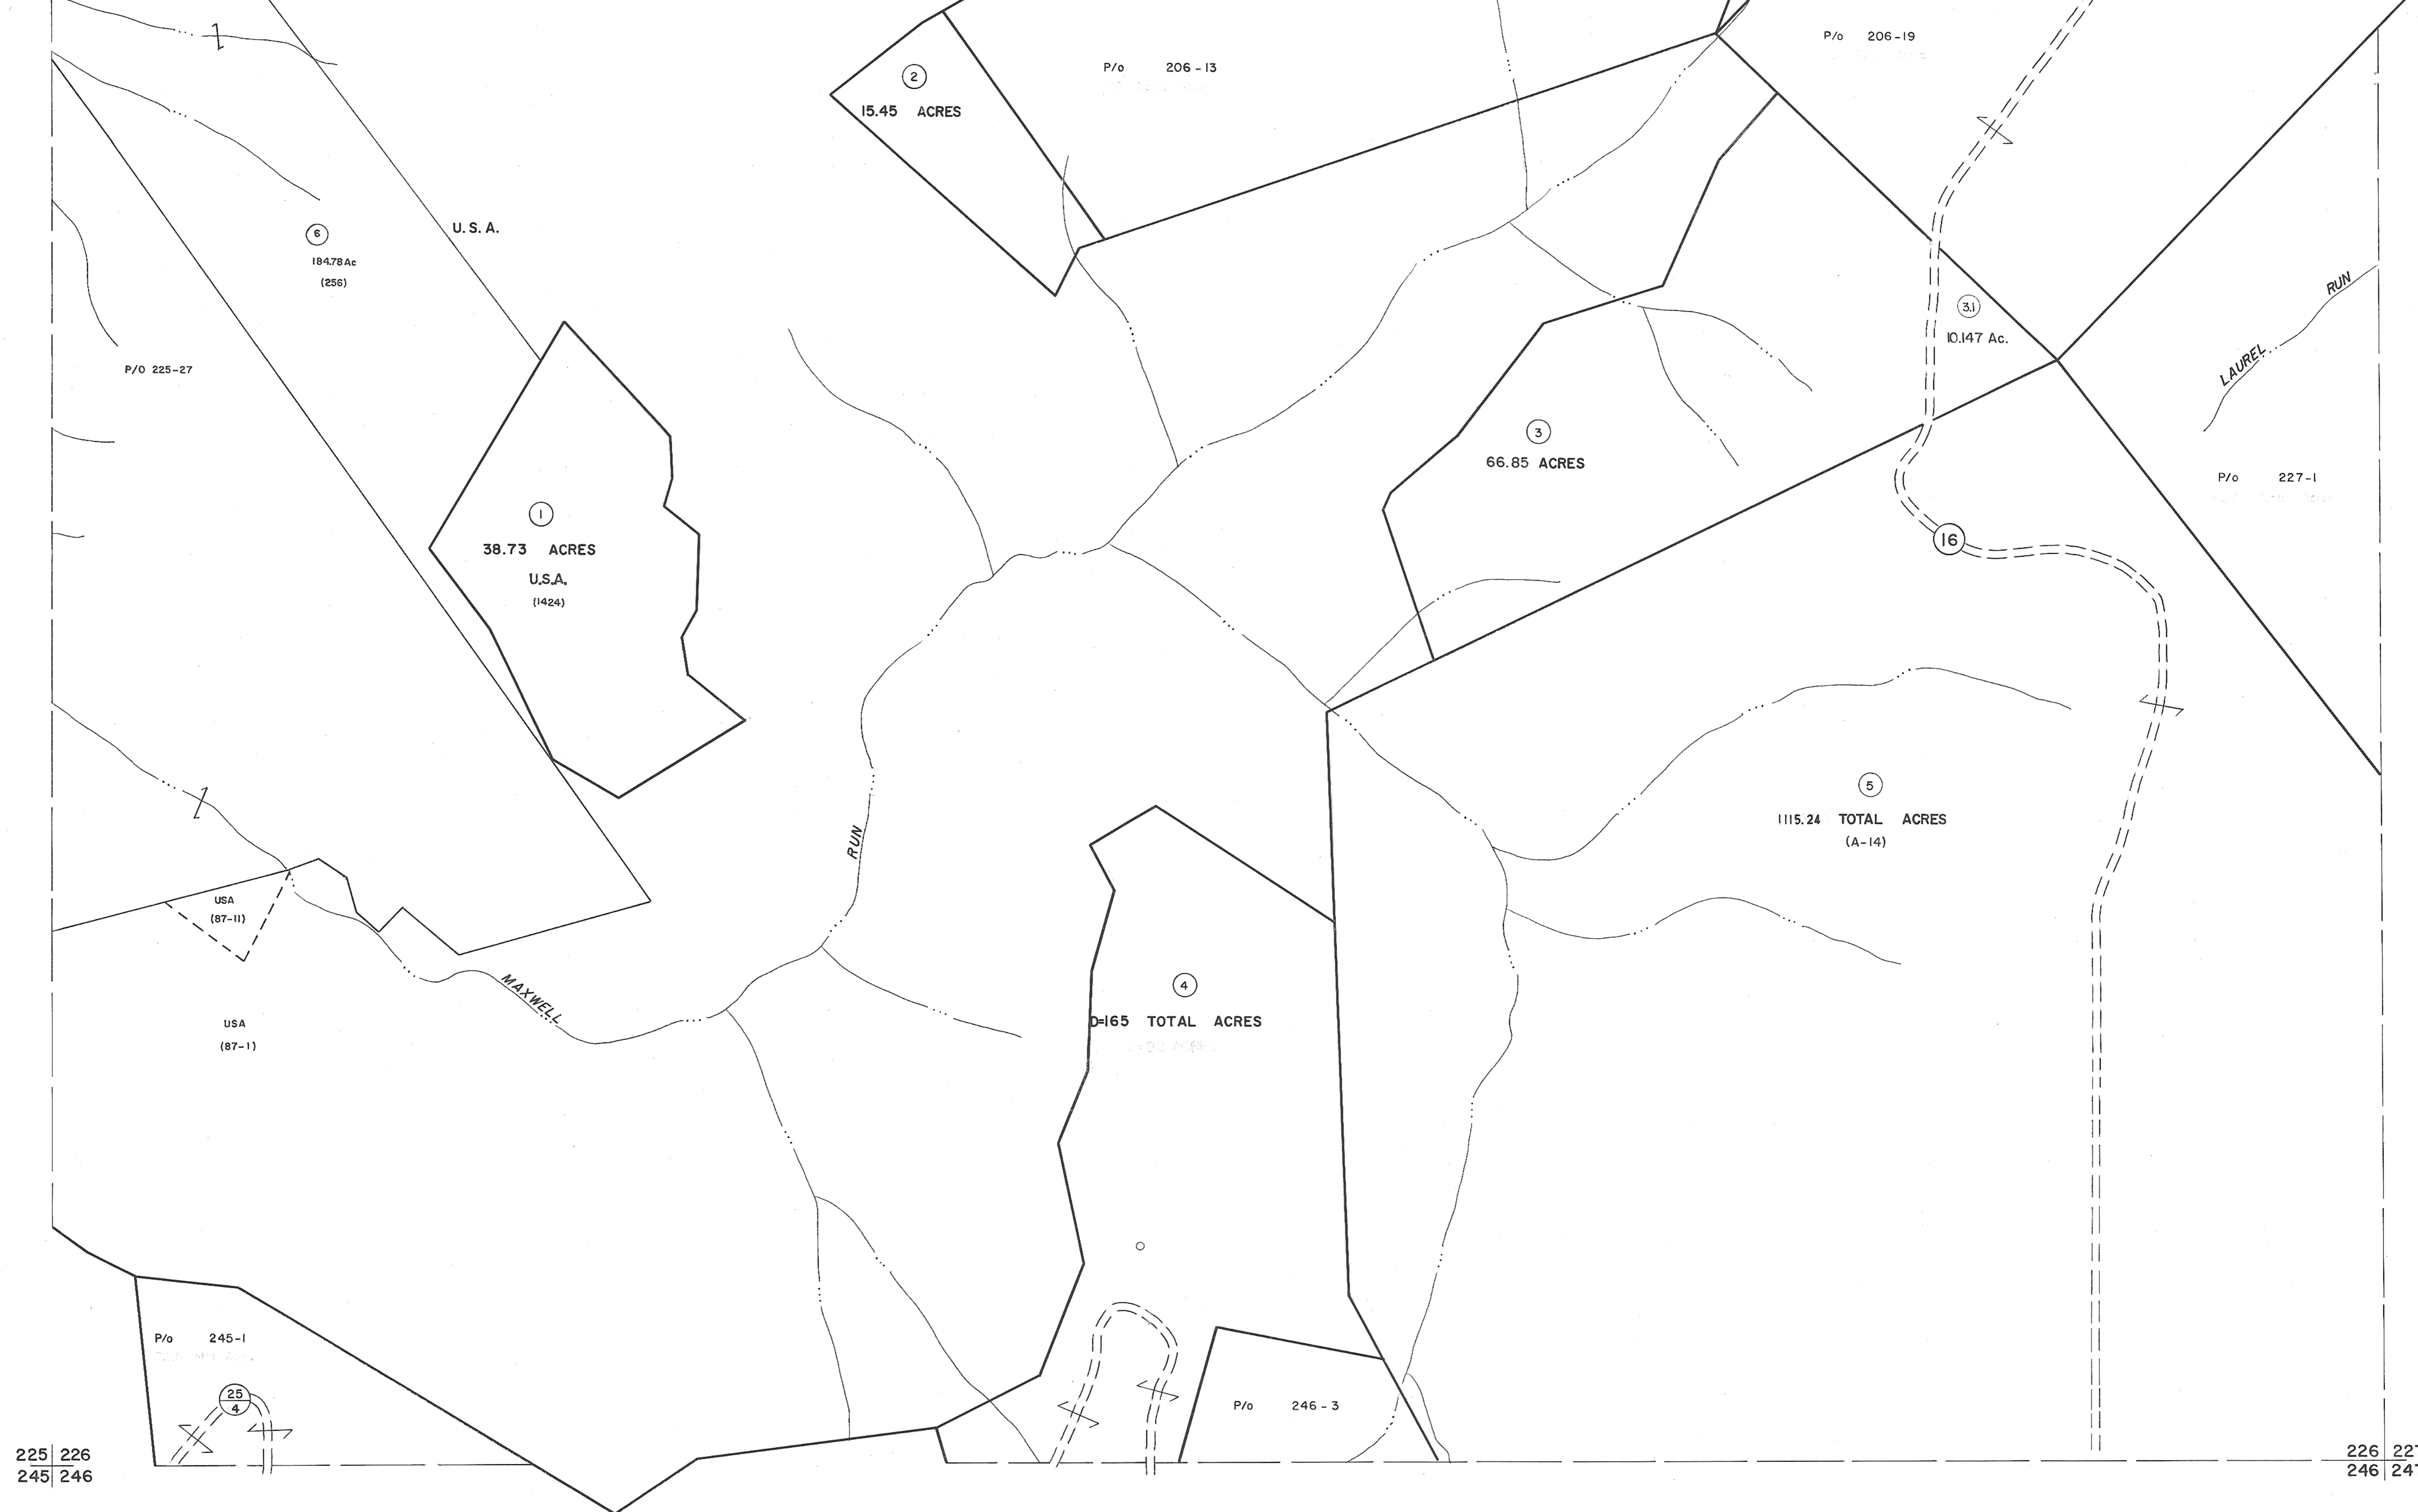 P/o 206-19
P/o 206-13
2
15.45 ACRES
6
184.78 Ac
(256)
U. S. A.
P/O 225-27
3.1
10.147 Ac.
LAUREL RUN
3
66.85 ACRES
P/o 227-1
1
38.73 ACRES
U.S.A.
(1424)
16
5
1115.24 TOTAL ACRES
(A-14)
RUN
USA
(87-11)
MAXWELL
4
D=165 TOTAL ACRES
USA
(87-1)
P/o 245-1
25
4
P/o 246-3
225 226
245 246
226
246